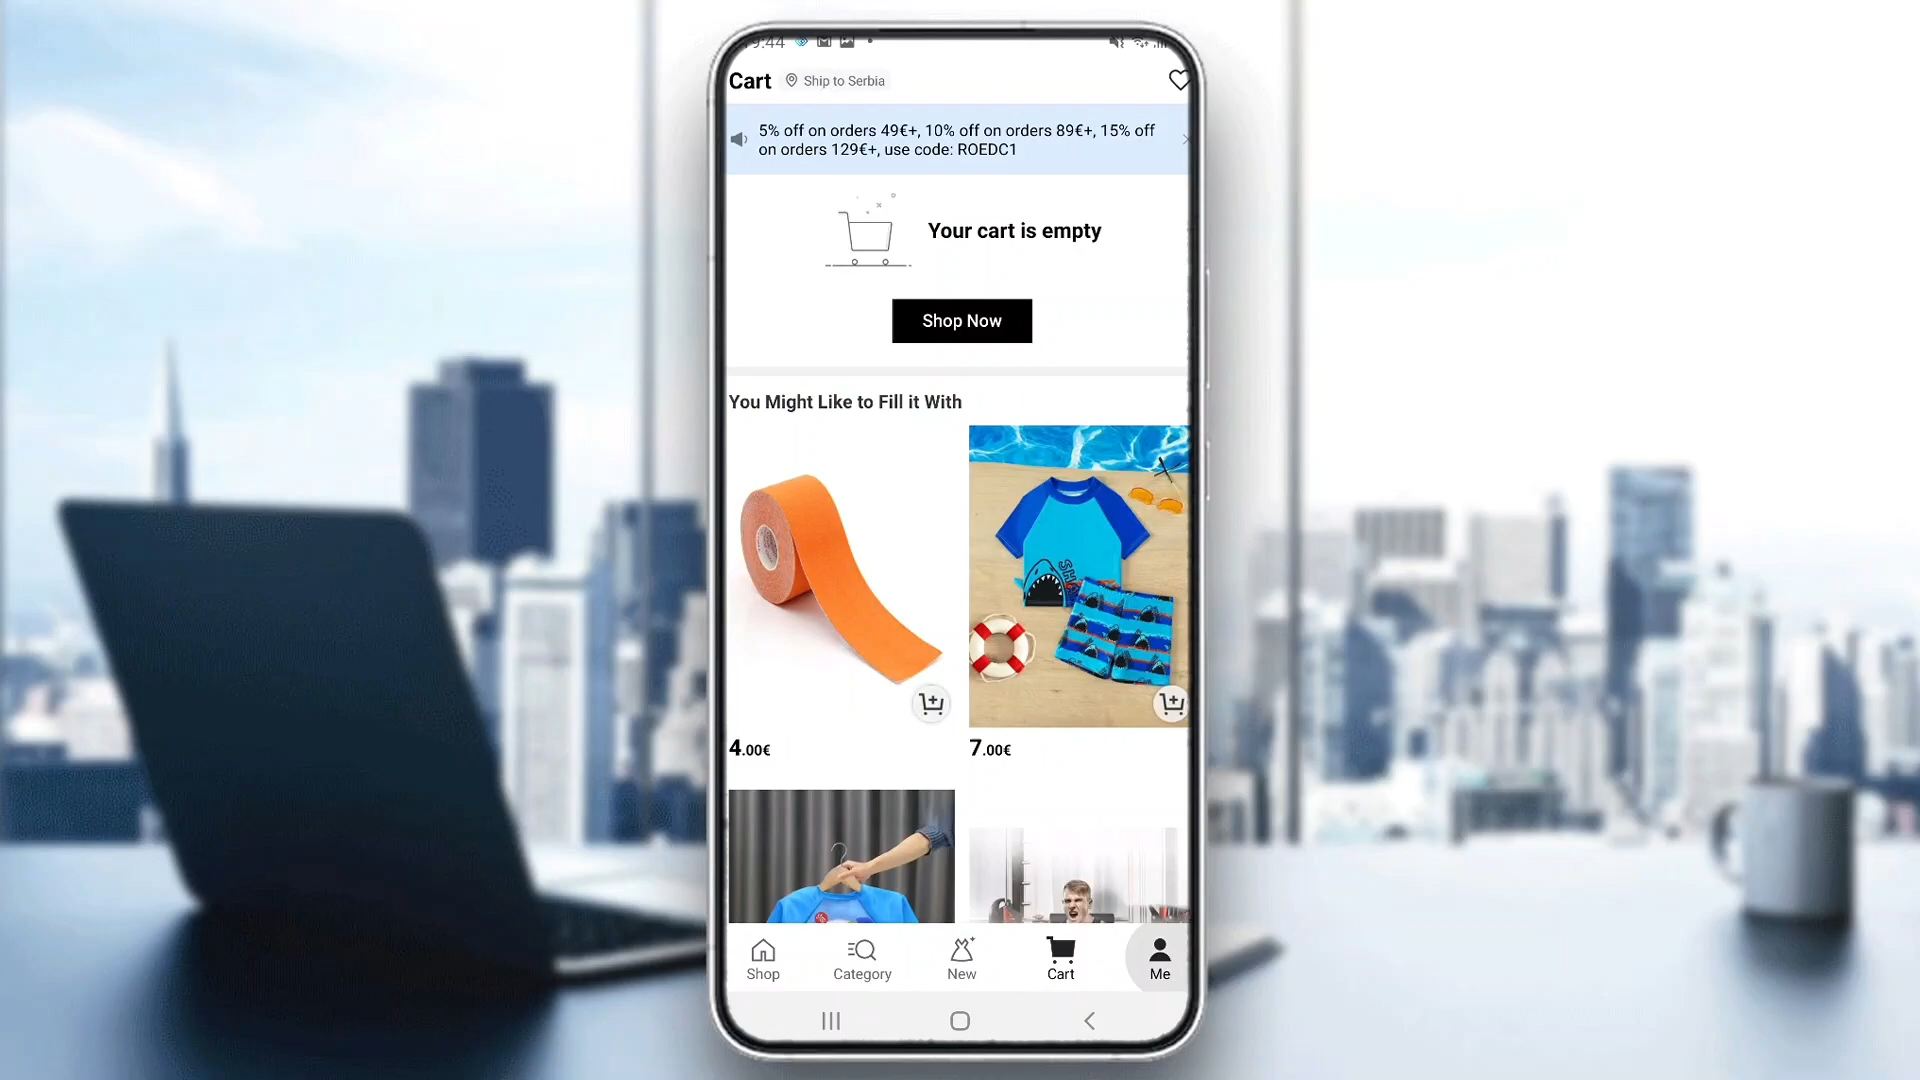 9:44
Cart
Ship to Serbia
5% off on orders 49€+, 10% off on orders 89€+, 15% off
on orders 129€+, use code: ROEDC1
Your cart is empty
Shop Now
You Might Like to Fill it With
4.00€
7.00€
Shop
Category
New
Cart
Me